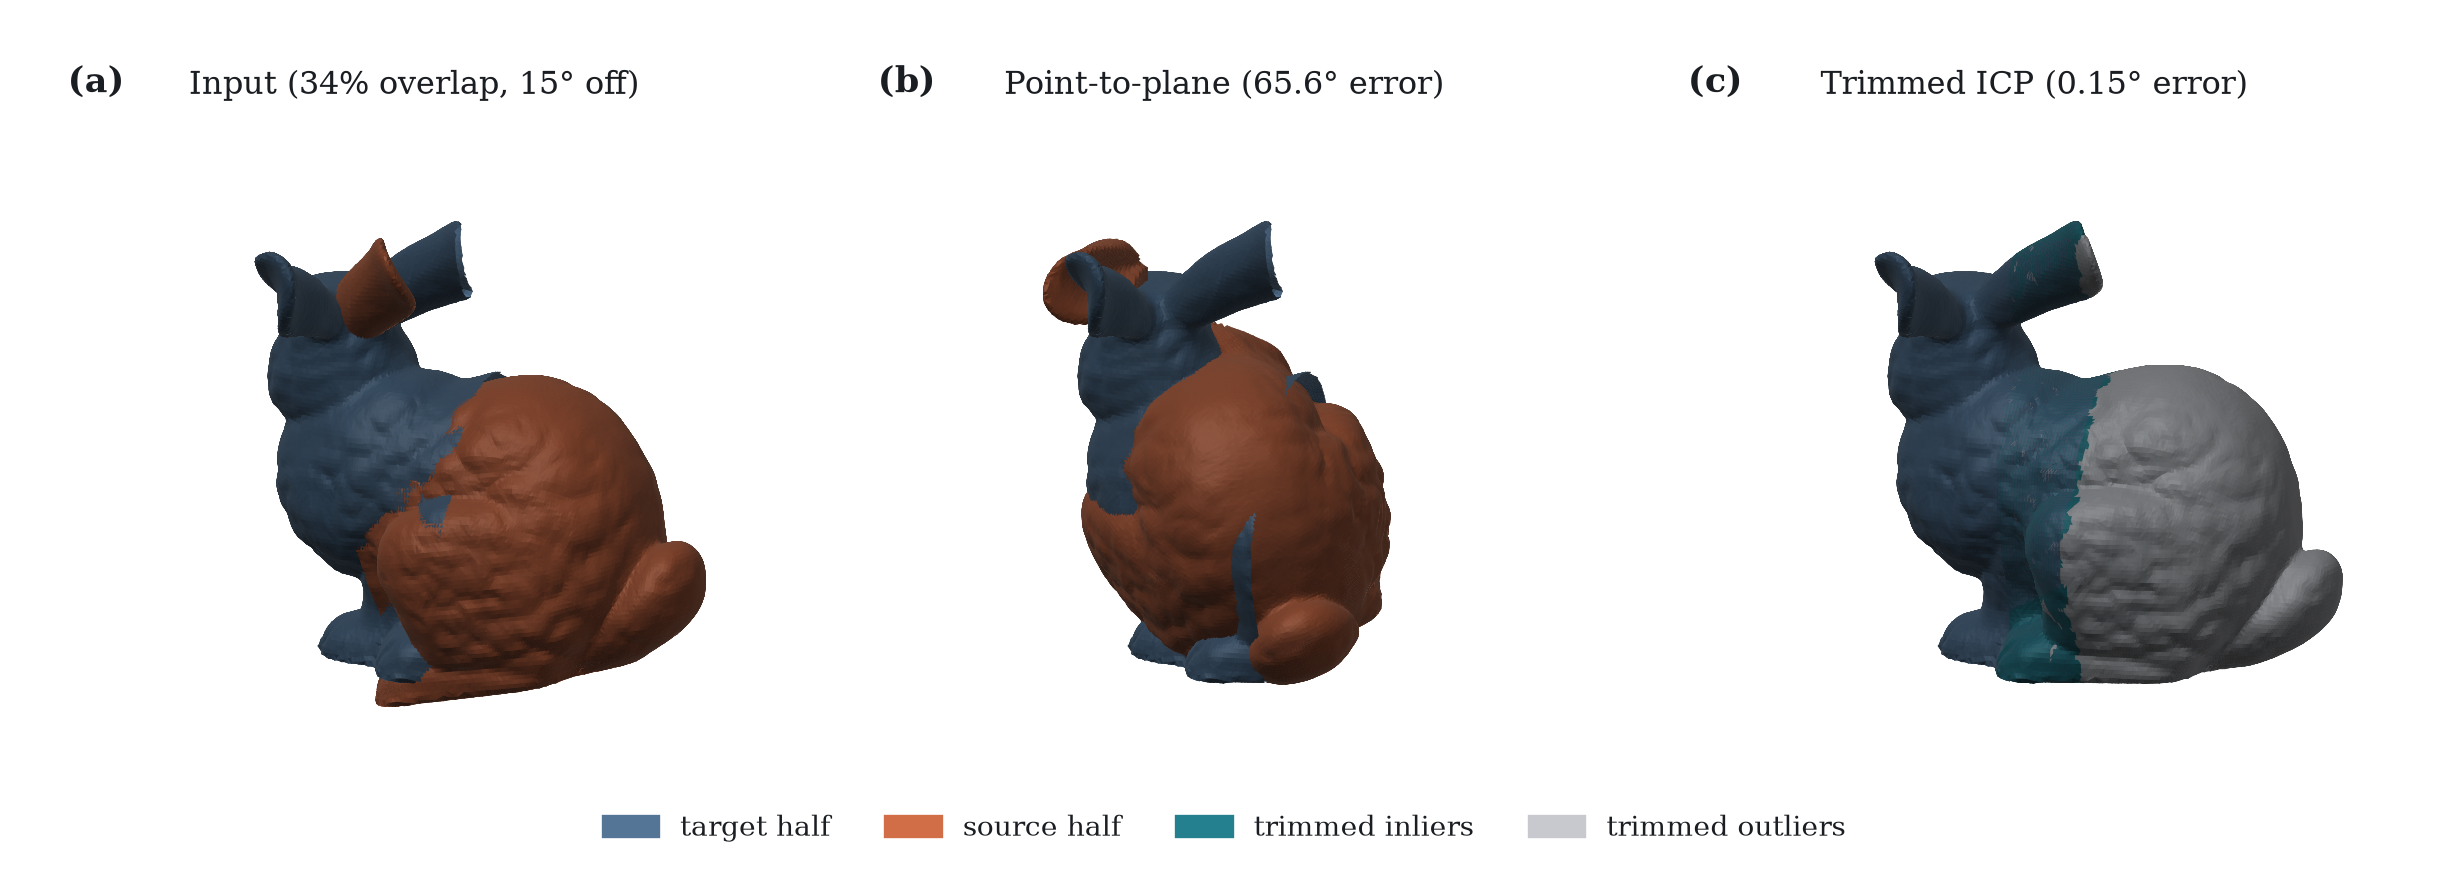 (a) Input (34% overlap, 15° off)
(b) Point-to-plane (65.6° error)
(c) Trimmed ICP (0.15° error)
target half
source half
trimmed inliers
trimmed outliers